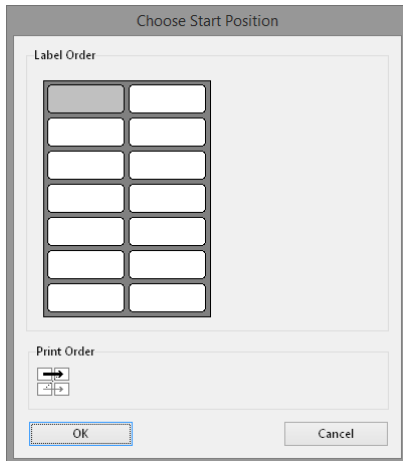 Choose Start Position
Label Order
Print Order
OK
Cancel